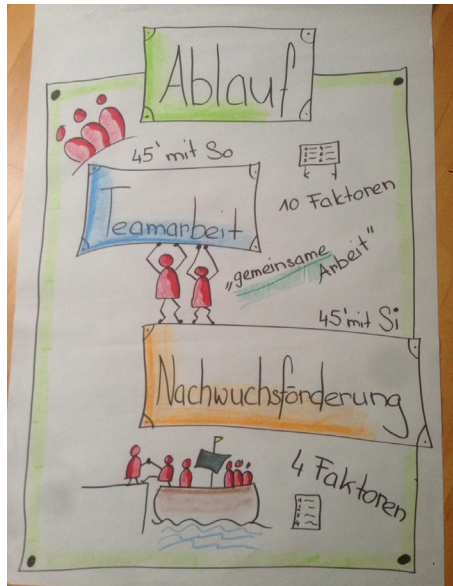 Ablauf
45' mit So
Teamarbeit
10 Faktoren
„gemeinsame
Arbeit"
45' mit Si
Nachwuchsförderung
4 Faktoren